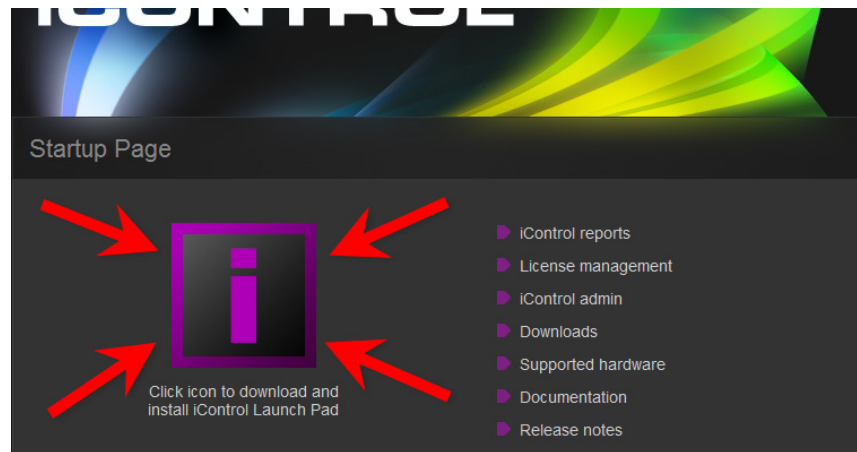 iCONTROL
Startup Page
i
Click icon to download and
install iControl Launch Pad
iControl reports
License management
iControl admin
Downloads
Supported hardware
Documentation
Release notes